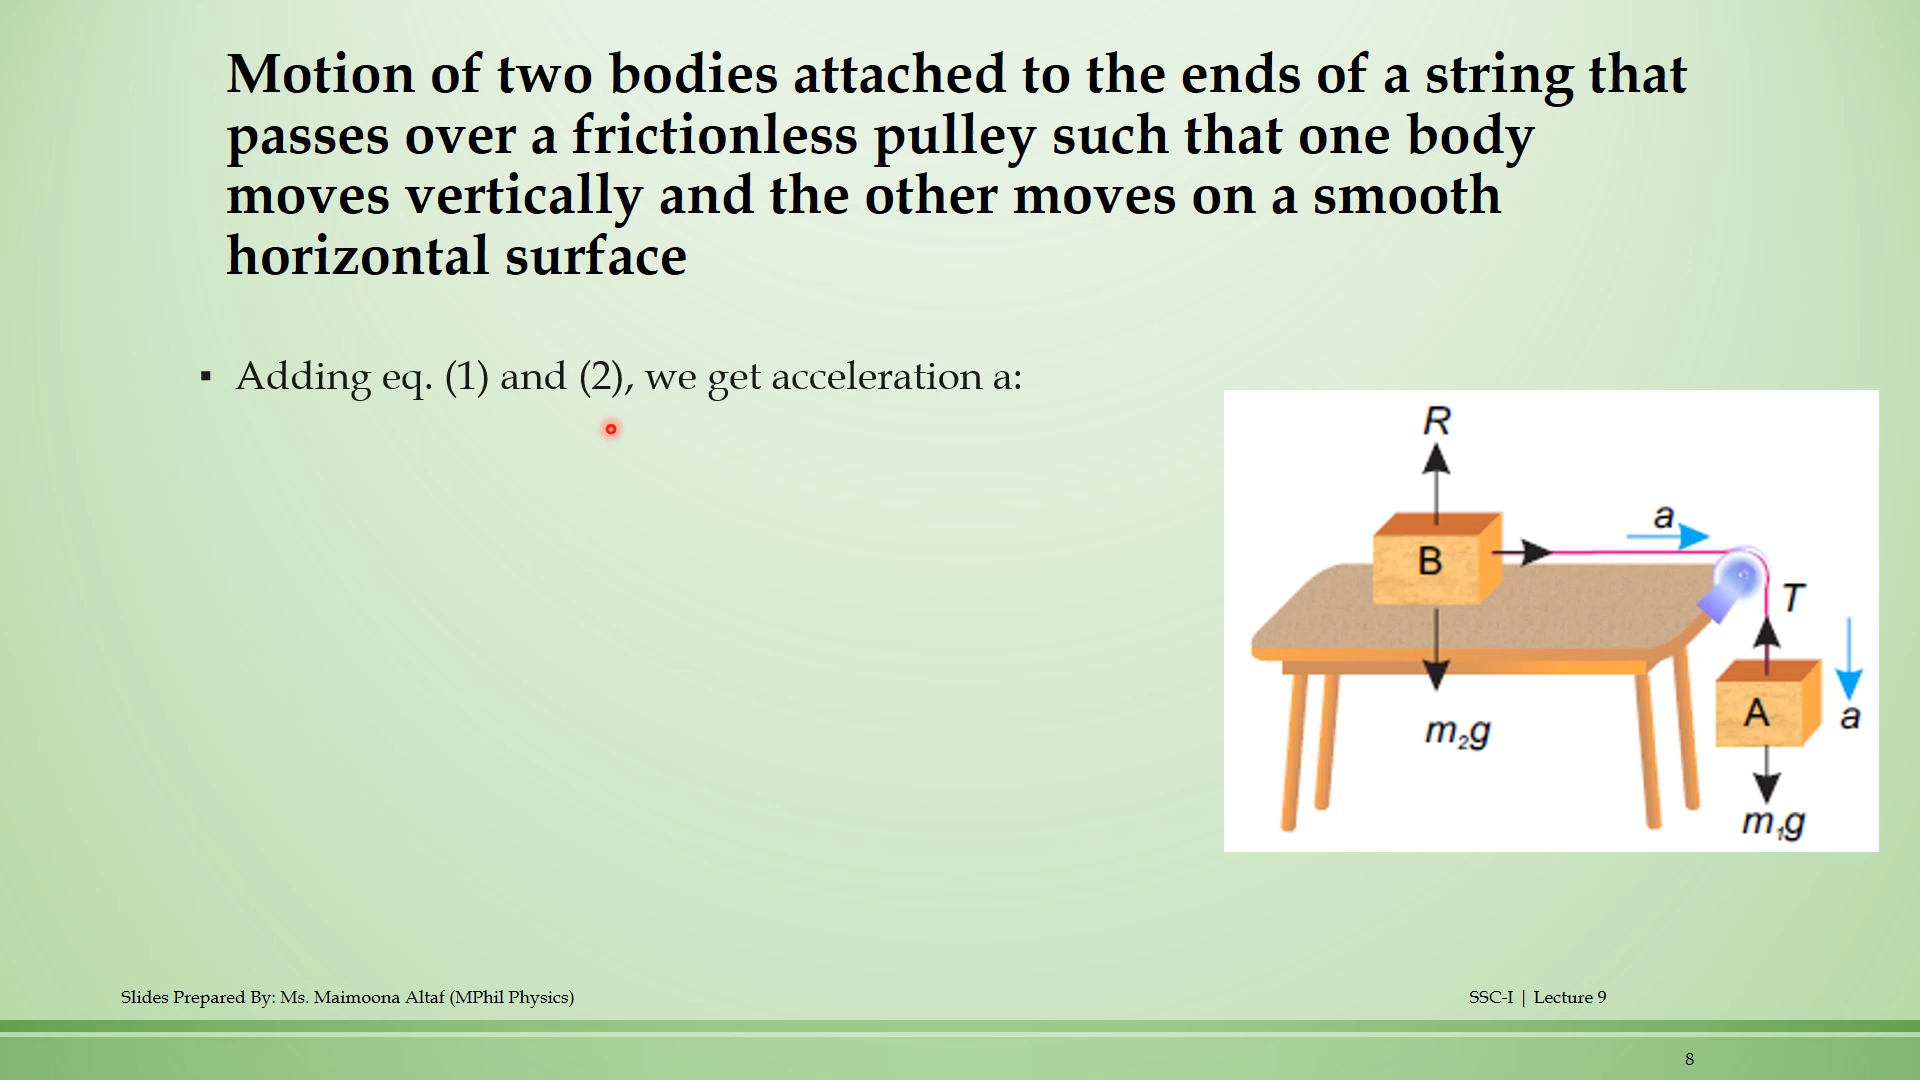 Motion of two bodies attached to the ends of a string that
passes over a frictionless pulley such that one body
moves vertically and the other moves on a smooth
horizontal surface
▪ Adding eq. (1) and (2), we get acceleration a:
R
a
B
T
A
a
m₂g
m₁g
Slides Prepared By: Ms. Maimoona Altaf (MPhil Physics)
SSC-I | Lecture 9
8